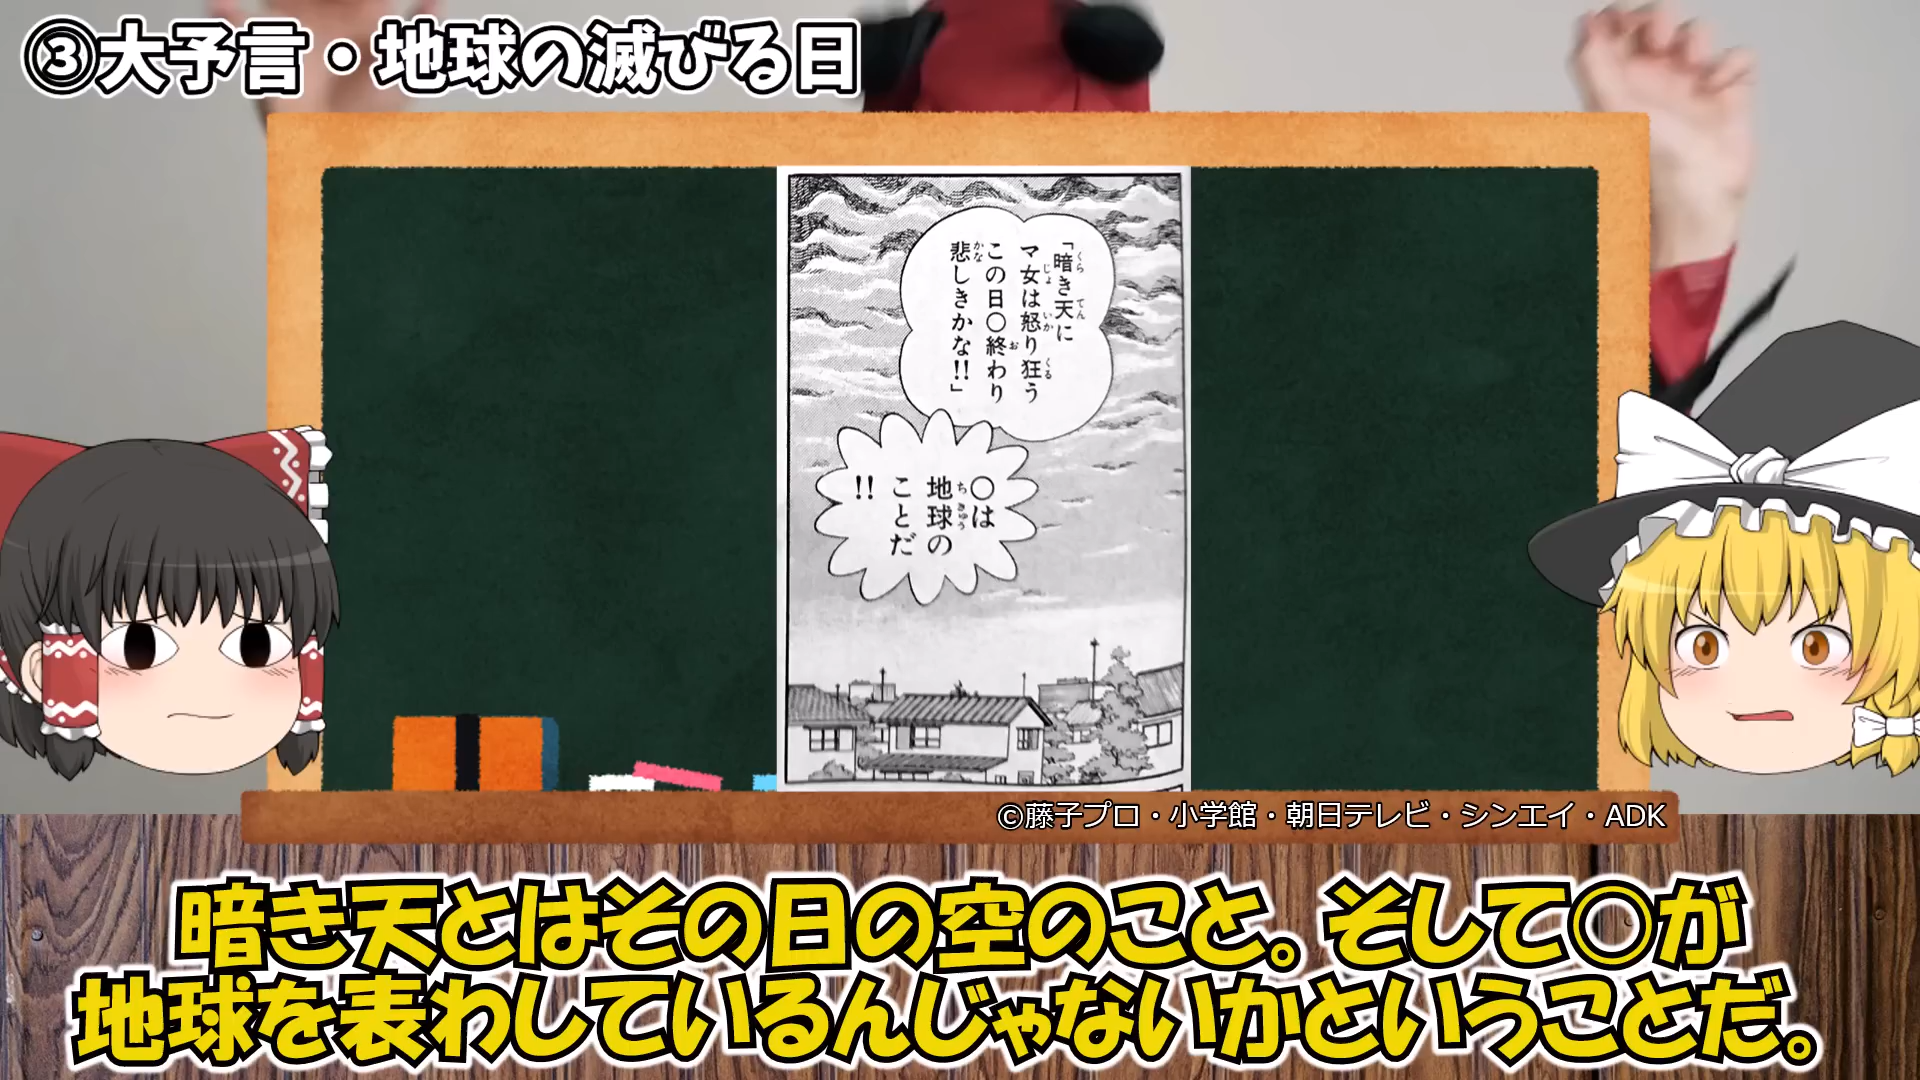 ③大予言・地球の滅びる日
「暗き天に
マ女は怒り狂う
この日〇終わり
悲しきかな!!」
〇は
地球の
ことだ
!!
©藤子プロ・小学館・朝日テレビ・シンエイ・ADK
暗き天とはその日の空のこと。そして〇が
地球を表わしているんじゃないかということだ。